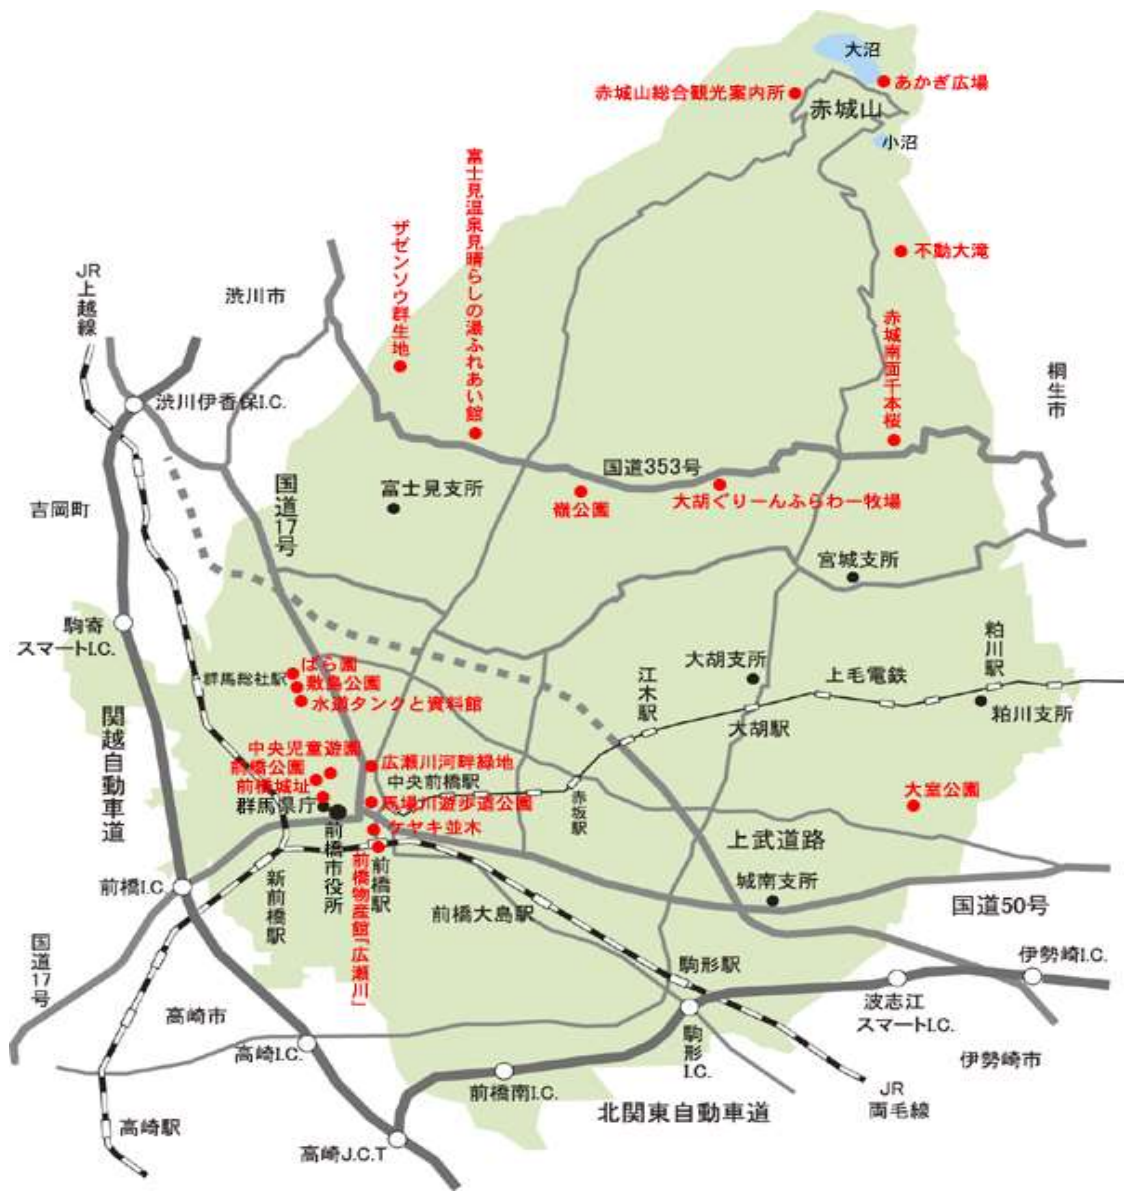 大沼
あかぎ広場
赤城山総合観光案内所
赤城山
小沼
富士見温泉見晴らしの湯ふれあい館
ザゼンソウ群生地
不動大滝
JR上越線
渋川市
赤城南面千本桜
桐生市
渋川伊香保I.C.
国道353号
国道17号
富士見支所
嶺公園
大胡ぐりーんふらわー牧場
吉岡町
宮城支所
駒寄
スマートI.C.
ばら園
群馬総社駅
敷島公園
水道タンクと資料館
大胡支所
江木駅
上毛電鉄
粕川駅
大胡駅
粕川支所
関越自動車道
中央児童遊園
前橋公園
前橋城址
群馬県庁
広瀬川河畔緑地
中央前橋駅
馬場川遊歩道公園
赤坂駅
大室公園
ケヤキ並木
前橋市役所
上武道路
前橋物産館「広瀬川」
前橋駅
前橋I.C
新前橋駅
前橋大島駅
城南支所
国道50号
国道17号
駒形駅
伊勢崎I.C.
波志江
スマートI.C.
高崎市
高崎I.C.
駒形I.C.
伊勢崎市
前橋南I.C.
北関東自動車道
JR
両毛線
高崎駅
高崎J.C.T